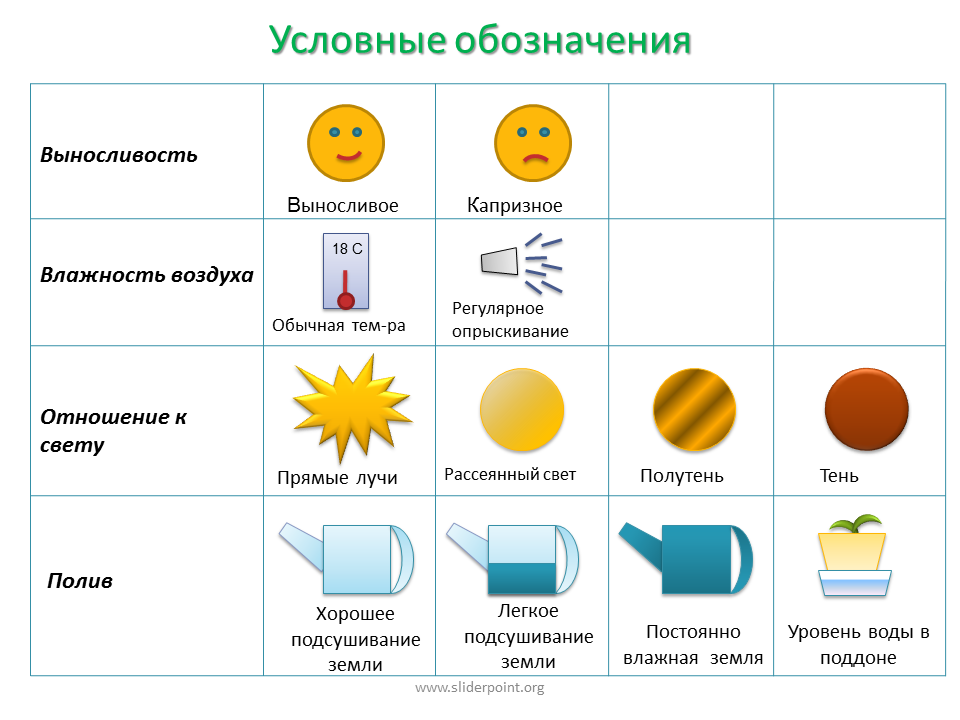 Условные обозначения
Выносливость
Выносливое
Капризное
Влажность воздуха
18 С
Обычная тем-ра
Регулярное
опрыскивание
Отношение к
свету
Прямые лучи
Рассеянный свет
Полутень
Тень
Полив
Хорошее
подсушивание
земли
Легкое
подсушивание
земли
Постоянно
влажная земля
Уровень воды в
поддоне
www.sliderpoint.org